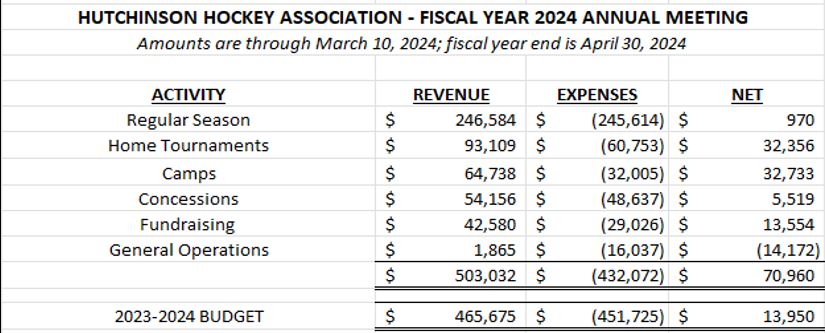 HUTCHINSON HOCKEY ASSOCIATION - FISCAL YEAR 2024 ANNUAL MEETING
Amounts are through March 10, 2024; fiscal year end is April 30, 2024
ACTIVITY REVENUE EXPENSES NET
Regular Season $ 246,584 $ (245,614) $ 970
Home Tournaments $ 93,109 $ (60,753) $ 32,356
Camps $ 64,738 $ (32,005) $ 32,733
Concessions $ 54,156 $ (48,637) $ 5,519
Fundraising $ 42,580 $ (29,026) $ 13,554
General Operations $ 1,865 $ (16,037) $ (14,172)
$ 503,032 $ (432,072) $ 70,960
2023-2024 BUDGET $ 465,675 $ (451,725) $ 13,950